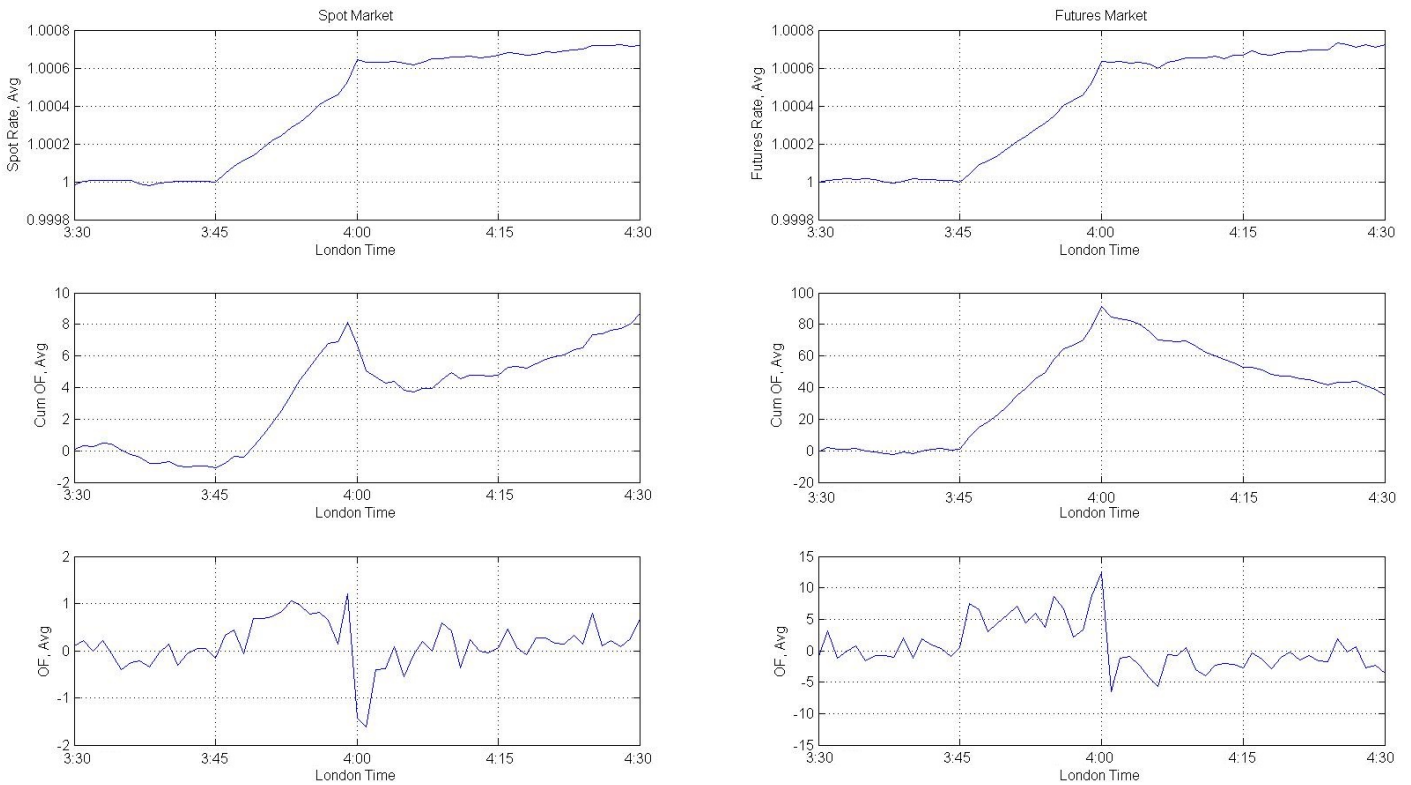 Spot Market
Spot Rate, Avg
1.0008
1.0006
1.0004
1.0002
1
0.9998
3:30 3:45 4:00 4:15 4:30
London Time
Futures Market
Futures Rate, Avg
1.0008
1.0006
1.0004
1.0002
1
0.9998
3:30 3:45 4:00 4:15 4:30
London Time
Cum OF, Avg
10
8
6
4
2
0
-2
3:30 3:45 4:00 4:15 4:30
London Time
Cum OF, Avg
100
80
60
40
20
0
-20
3:30 3:45 4:00 4:15 4:30
London Time
OF, Avg
2
1
0
-1
-2
3:30 3:45 4:00 4:15 4:30
London Time
OF, Avg
15
10
5
0
-5
-10
-15
3:30 3:45 4:00 4:15 4:30
London Time